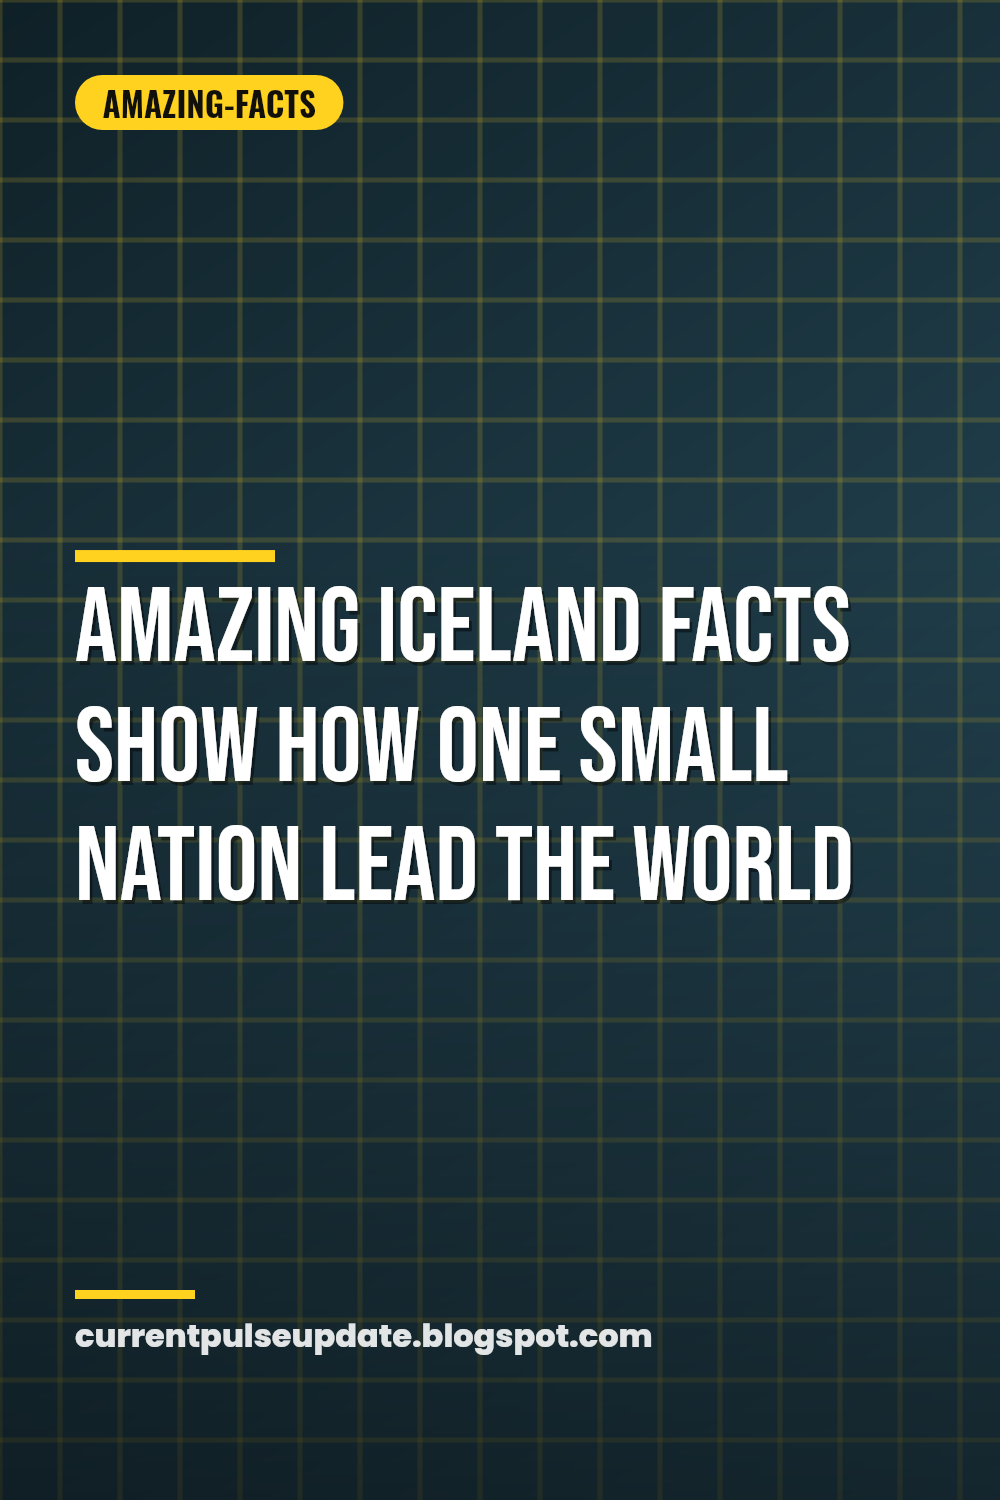 AMAZING-FACTS
AMAZING ICELAND FACTS
SHOW HOW ONE SMALL
NATION LEAD THE WORLD
currentpulseupdate.blogspot.com